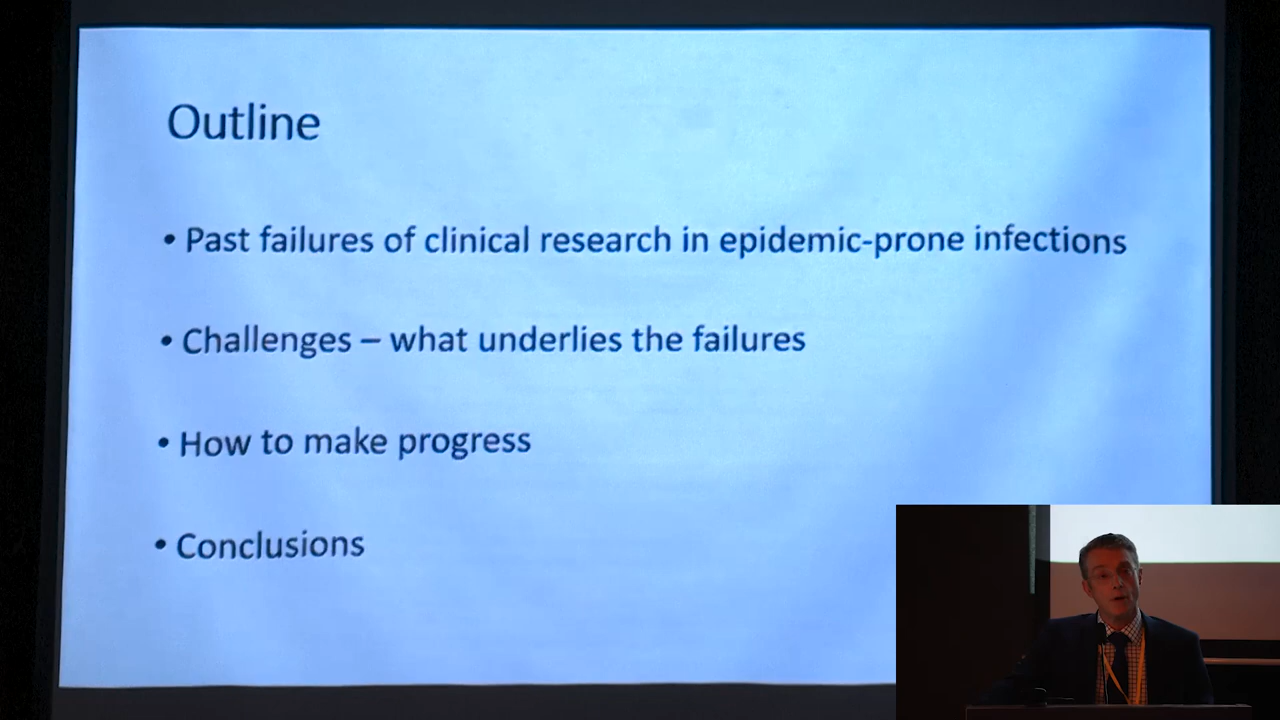 Outline
• Past failures of clinical research in epidemic-prone infections
• Challenges – what underlies the failures
• How to make progress
• Conclusions